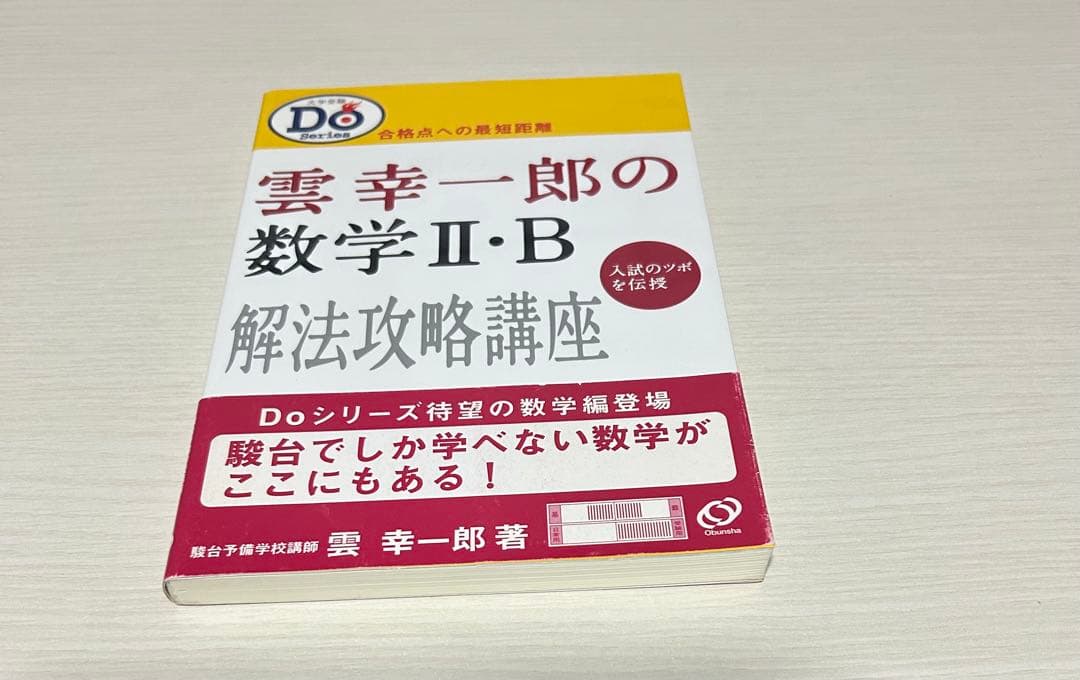 大学受験
Do
Series
合格点への最短距離
雲 幸一郎の
数学Ⅱ・B
入試のツボ
を伝授
解法攻略講座
Doシリーズ待望の数学編登場
駿台でしか学べない数学が
ここにもある!
駿台予備学校講師 雲 幸一郎 著
Obunsha